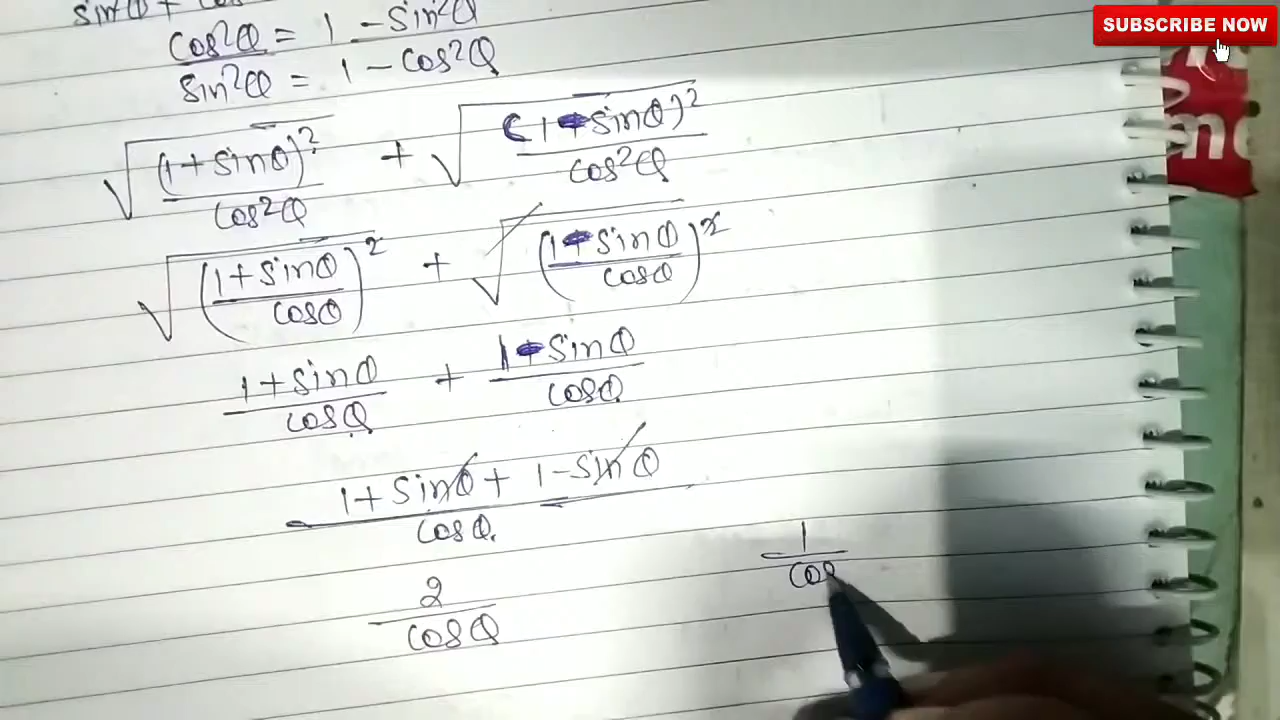 SUBSCRIBE NOW
sinθ +
cos²θ = 1 - sin²θ
sin²θ = 1 - cos²θ
√((1 + sinθ)²/cos²θ) + √((1 - sinθ)²/cos²θ)
√((1 + sinθ)/cosθ)² + √((1 - sinθ)/cosθ)²
(1 + sinθ)/cosθ + (1 - sinθ)/cosθ
(1 + sinθ + 1 - sinθ)/cosθ
1/cos
2/cosθ